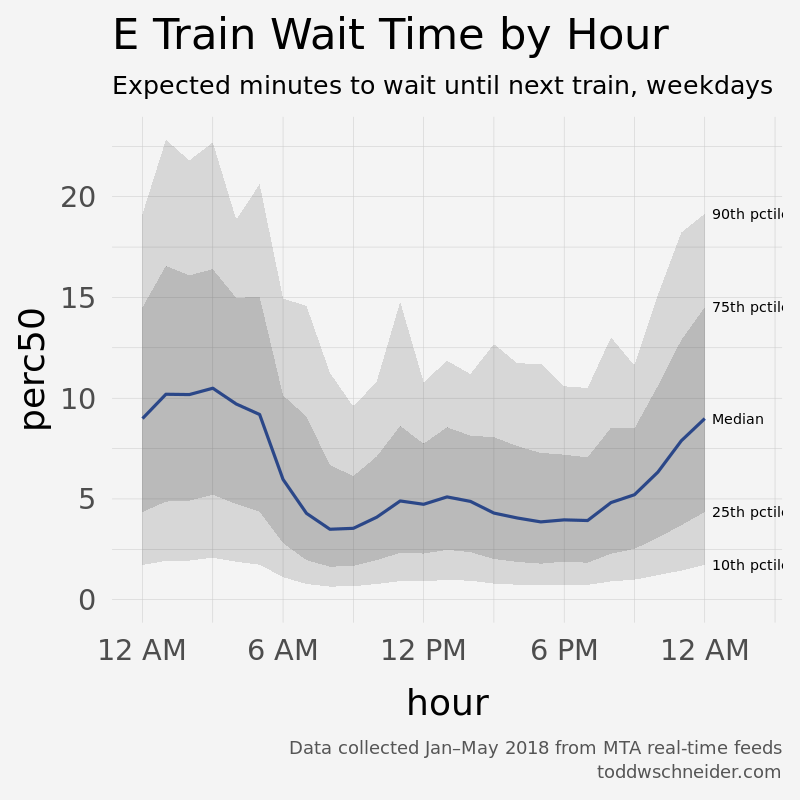 E Train Wait Time by Hour
Expected minutes to wait until next train, weekdays
20
15
10
5
0
perc50
90th pctile
75th pctile
Median
25th pctile
10th pctile
12 AM 6 AM 12 PM 6 PM 12 AM
hour
Data collected Jan–May 2018 from MTA real-time feeds
toddwschneider.com